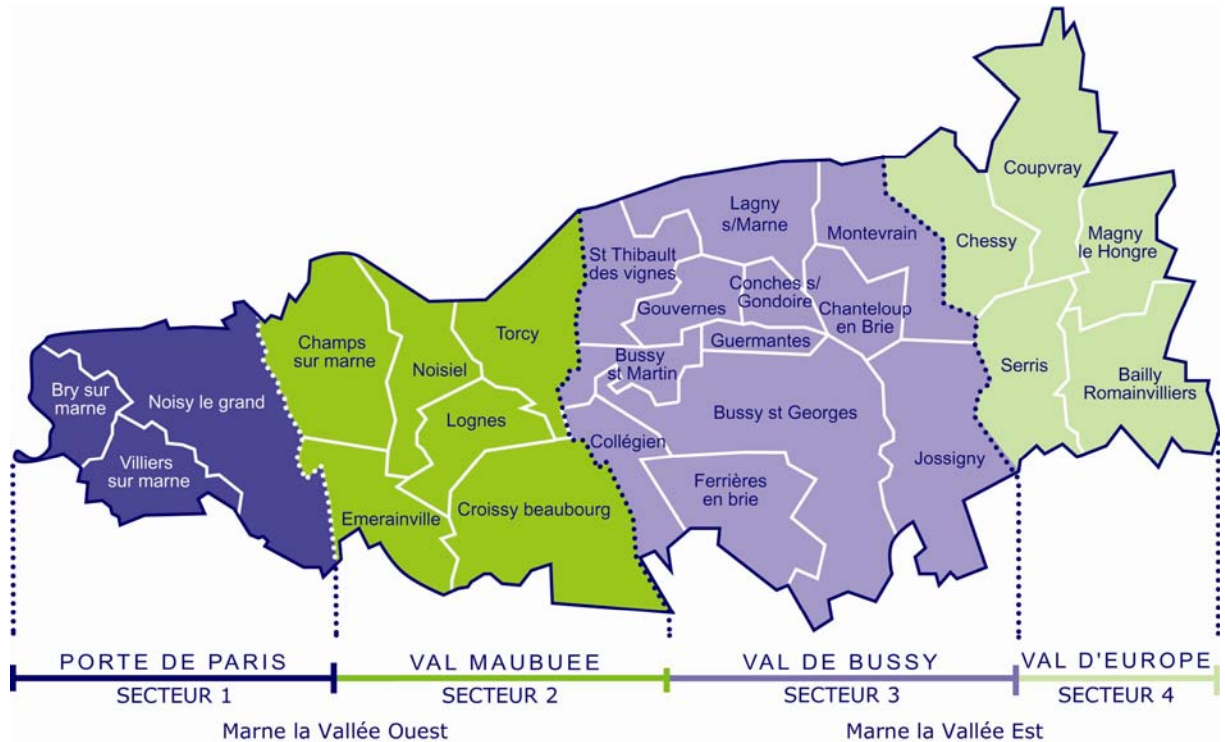 Coupvray
Lagny
s/Marne
Montevrain
Chessy
Magny
le Hongre
St Thibault
des vignes
Conches s/
Gondoire
Gouvernes
Chanteloup
en Brie
Champs
sur marne
Torcy
Noisiel
Guermantes
Bussy
st Martin
Serris
Bailly
Romainvilliers
Bry sur
marne
Noisy le grand
Lognes
Bussy st Georges
Collégien
Jossigny
Villiers
sur marne
Ferrières
en brie
Emerainville
Croissy beaubourg
PORTE DE PARIS
VAL MAUBUEE
VAL DE BUSSY
VAL D'EUROPE
SECTEUR 1
SECTEUR 2
SECTEUR 3
SECTEUR 4
Marne la Vallée Ouest
Marne la Vallée Est